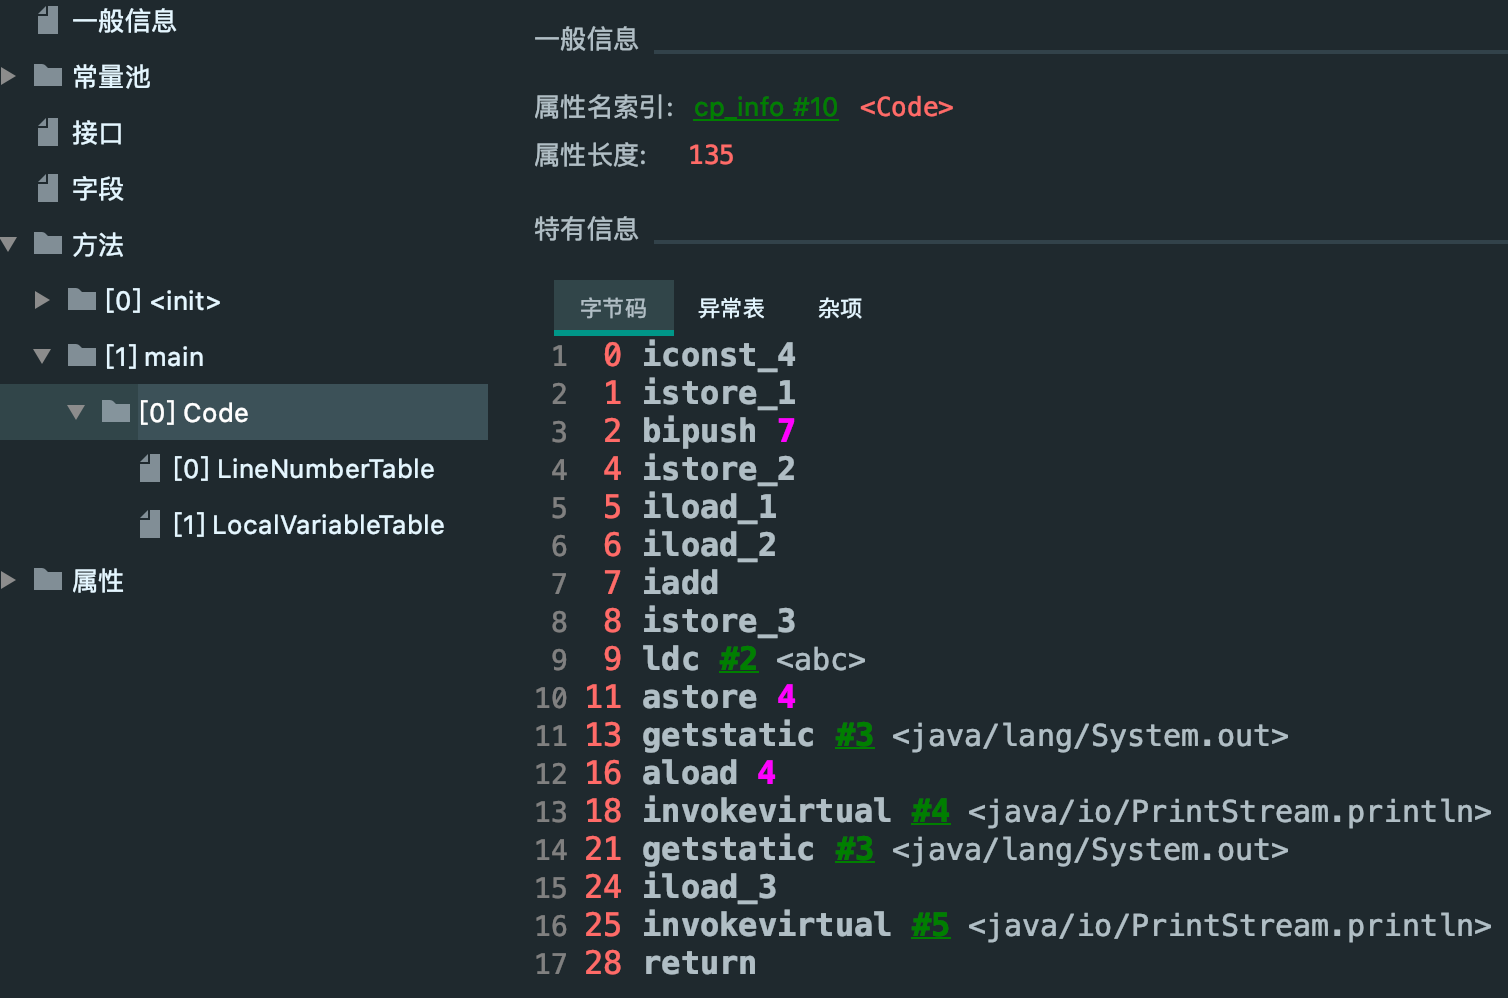 一般信息
常量池
接口
字段
方法
[0] <init>
[1] main
[0] Code
[0] LineNumberTable
[1] LocalVariableTable
属性
一般信息
属性名索引: cp_info #10 <Code>
属性长度: 135
特有信息
字节码 异常表 杂项
1 0 iconst_4
2 1 istore_1
3 2 bipush 7
4 4 istore_2
5 5 iload_1
6 6 iload_2
7 7 iadd
8 8 istore_3
9 9 ldc #2 <abc>
10 11 astore 4
11 13 getstatic #3 <java/lang/System.out>
12 16 aload 4
13 18 invokevirtual #4 <java/io/PrintStream.println>
14 21 getstatic #3 <java/lang/System.out>
15 24 iload_3
16 25 invokevirtual #5 <java/io/PrintStream.println>
17 28 return